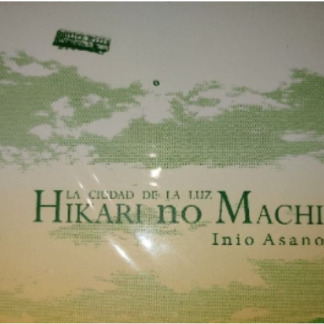 LA CIUDAD DE LA LUZ
HIKARI no MACHI
Inio Asano